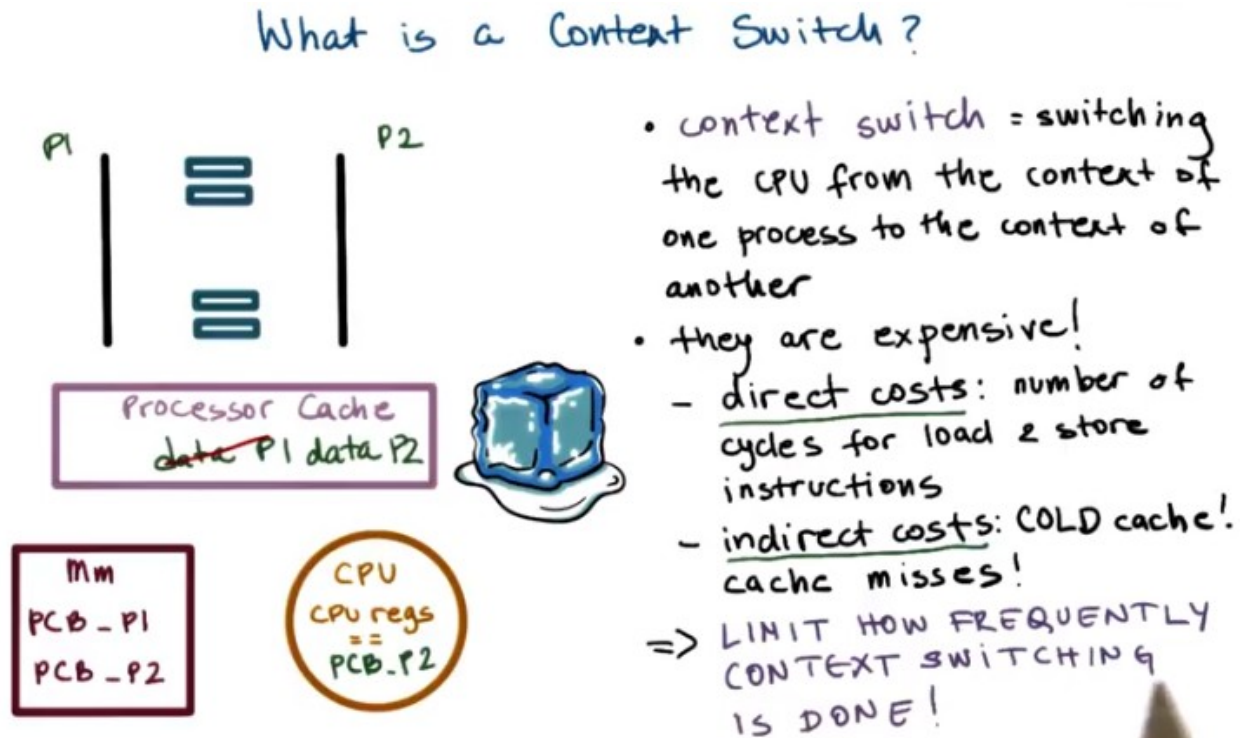 What is a Context Switch?
P1
P2
Processor Cache
data P1 data P2
Mm
PCB_P1
PCB_P2
CPU
CPU regs
==
PCB_P2
• context switch = switching
the CPU from the context of
one process to the context of
another
• they are expensive!
- direct costs: number of
cycles for load & store
instructions
- indirect costs: COLD cache!
cache misses!
=> LIMIT HOW FREQUENTLY
CONTEXT SWITCHING
IS DONE!